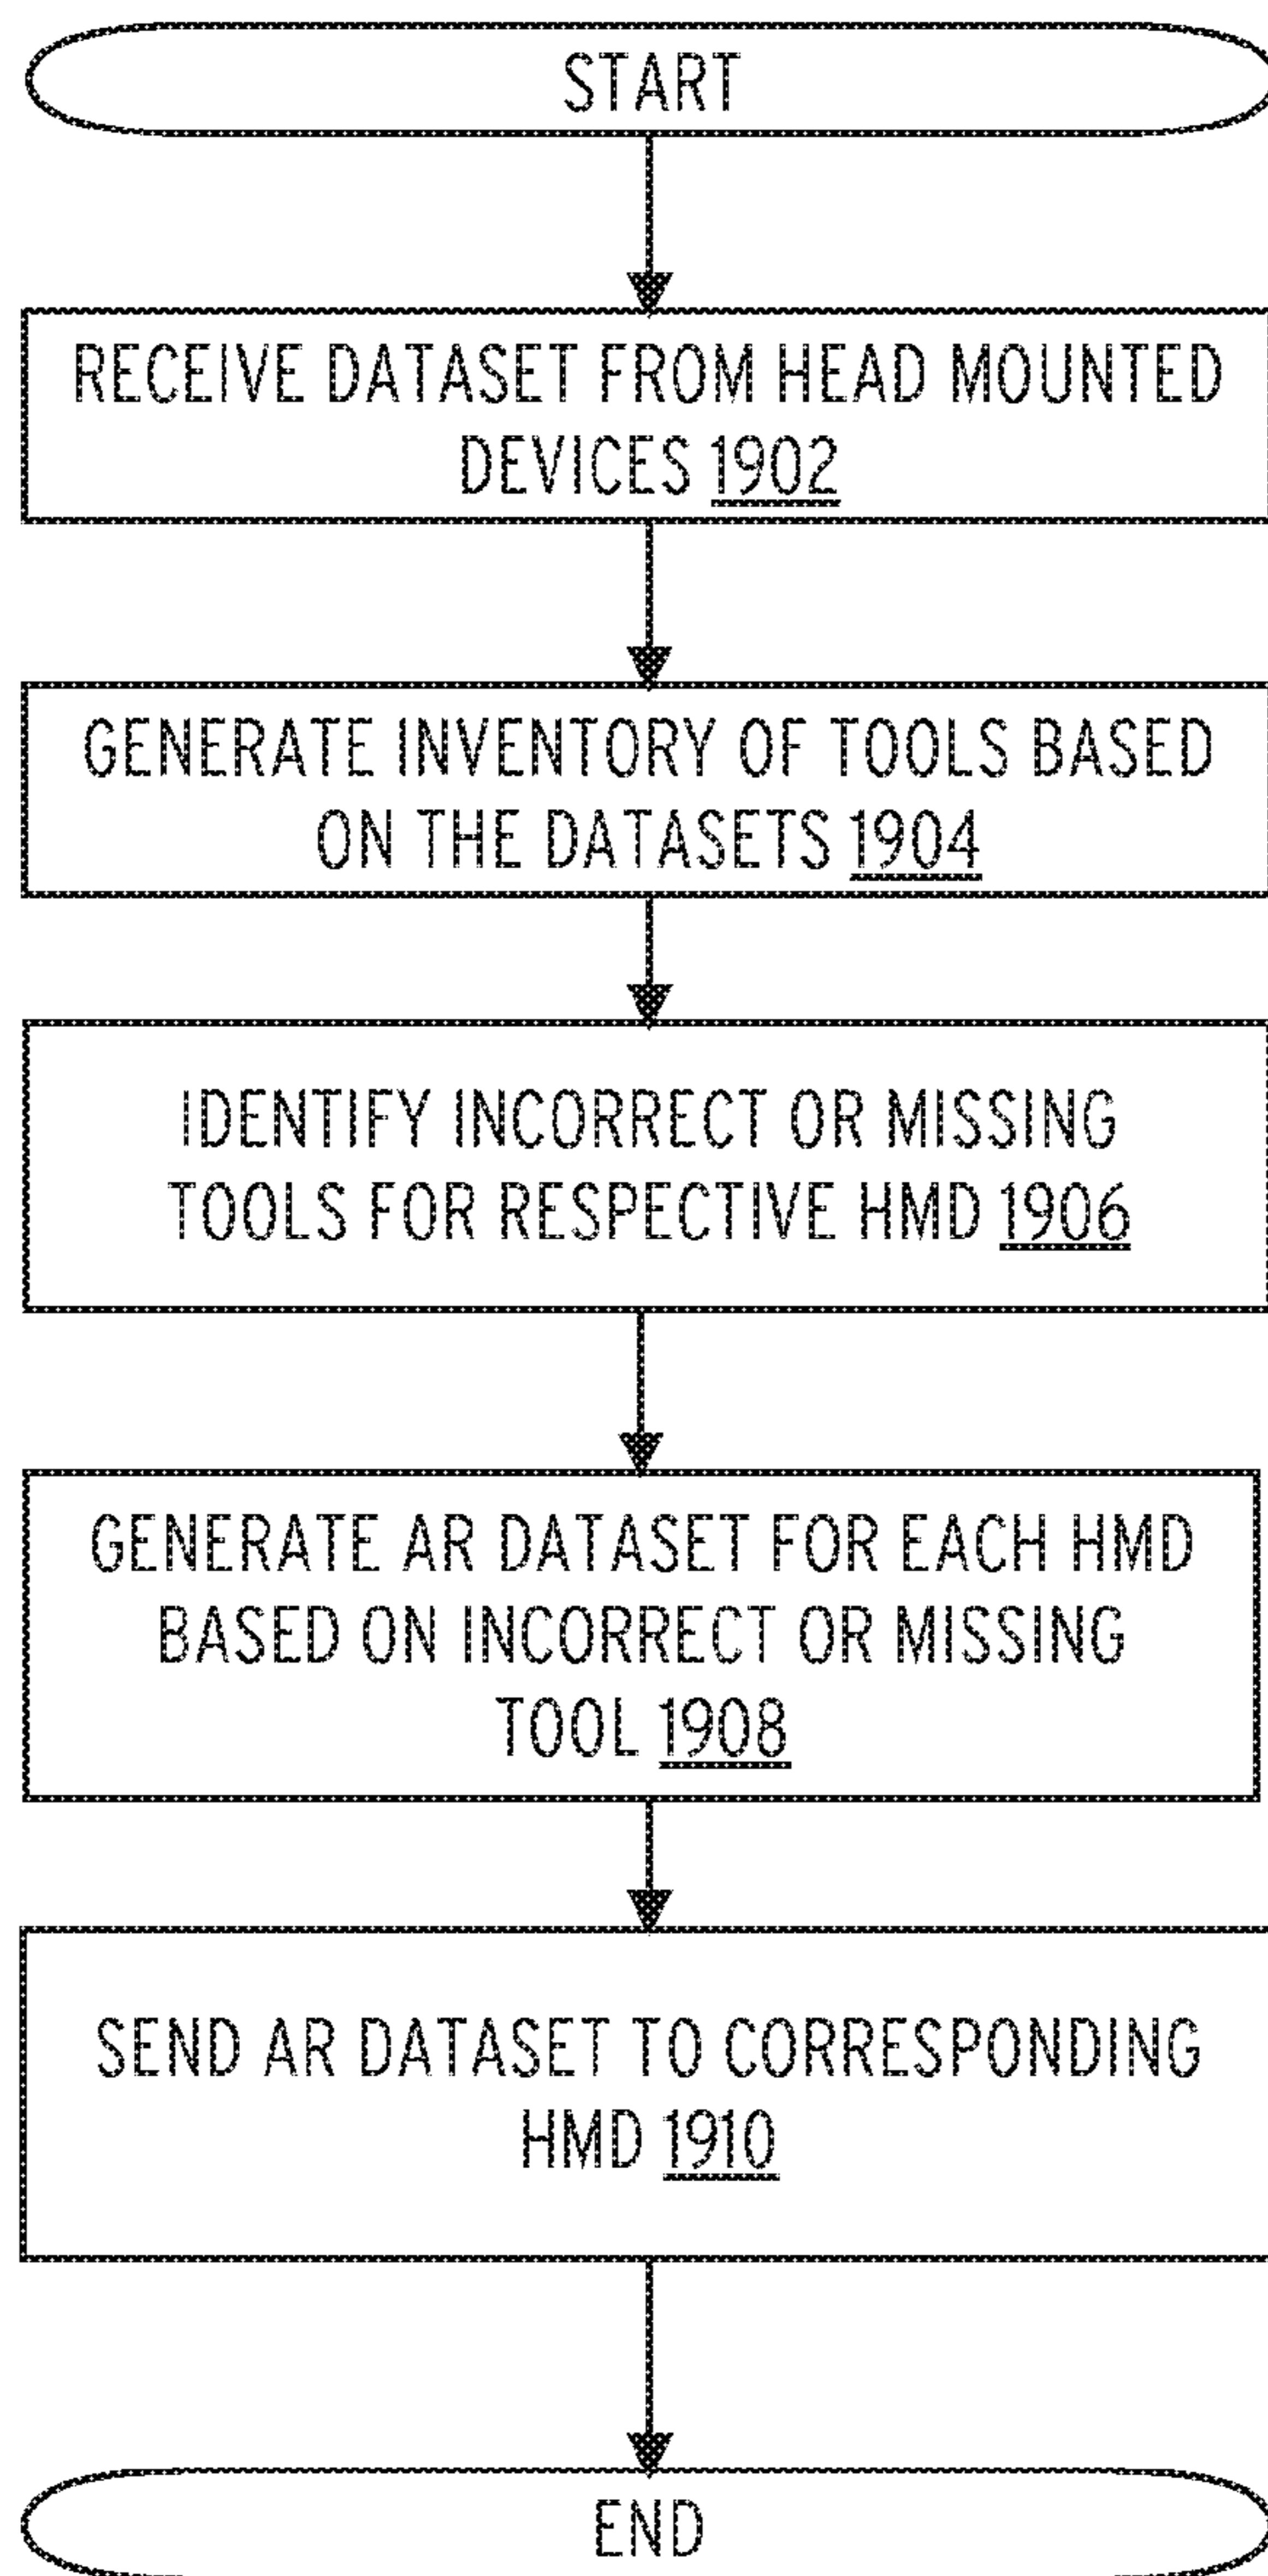 START
RECEIVE DATASET FROM HEAD MOUNTED
DEVICES 1902
GENERATE INVENTORY OF TOOLS BASED
ON THE DATASETS 1904
IDENTIFY INCORRECT OR MISSING
TOOLS FOR RESPECTIVE HMD 1906
GENERATE AR DATASET FOR EACH HMD
BASED ON INCORRECT OR MISSING
TOOL 1908
SEND AR DATASET TO CORRESPONDING
HMD 1910
END